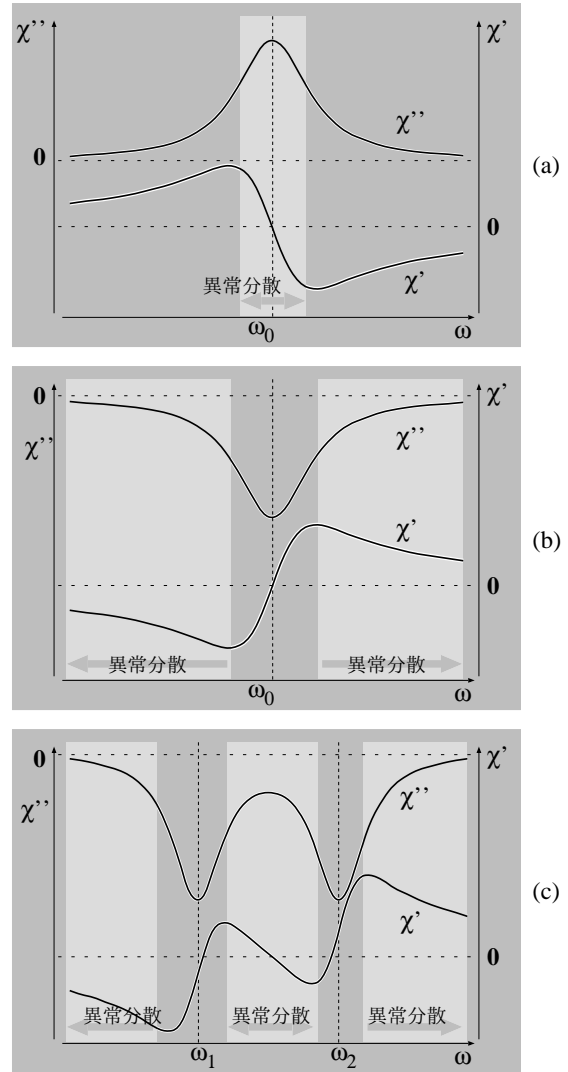 χ’’ χ’
χ’’
0 (a)
0
異常分散 χ’
ω0 ω
0 χ’
χ’’ χ’’
χ’ (b)
0
異常分散 異常分散
ω0 ω
0 χ’
χ’’ χ’’
(c)
χ’
0
異常分散 異常分散 異常分散
ω1 ω2 ω